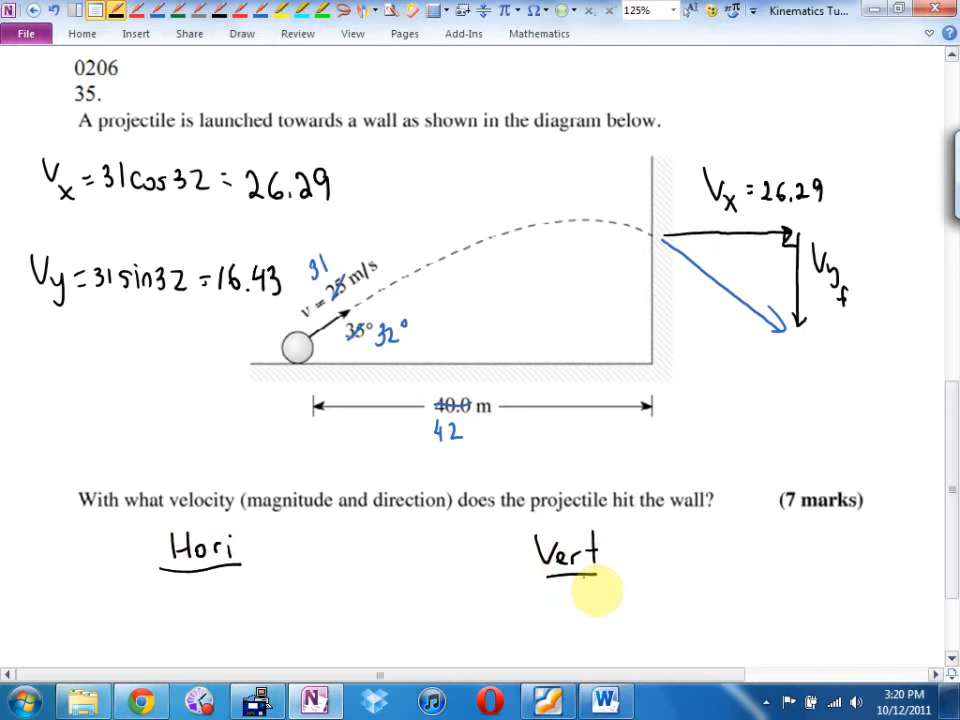 125% Kinematics Tu...
File Home Insert Share Draw Review View Pages Add-Ins Mathematics
0206
35.
A projectile is launched towards a wall as shown in the diagram below.
Vx = 31cos32 = 26.29
Vx = 26.29
Vy = 31sin32 = 16.43
Vyf
31
v = 25 m/s
35° 32°
40.0 m
42
With what velocity (magnitude and direction) does the projectile hit the wall? (7 marks)
Hori Vert
3:20 PM
10/12/2011